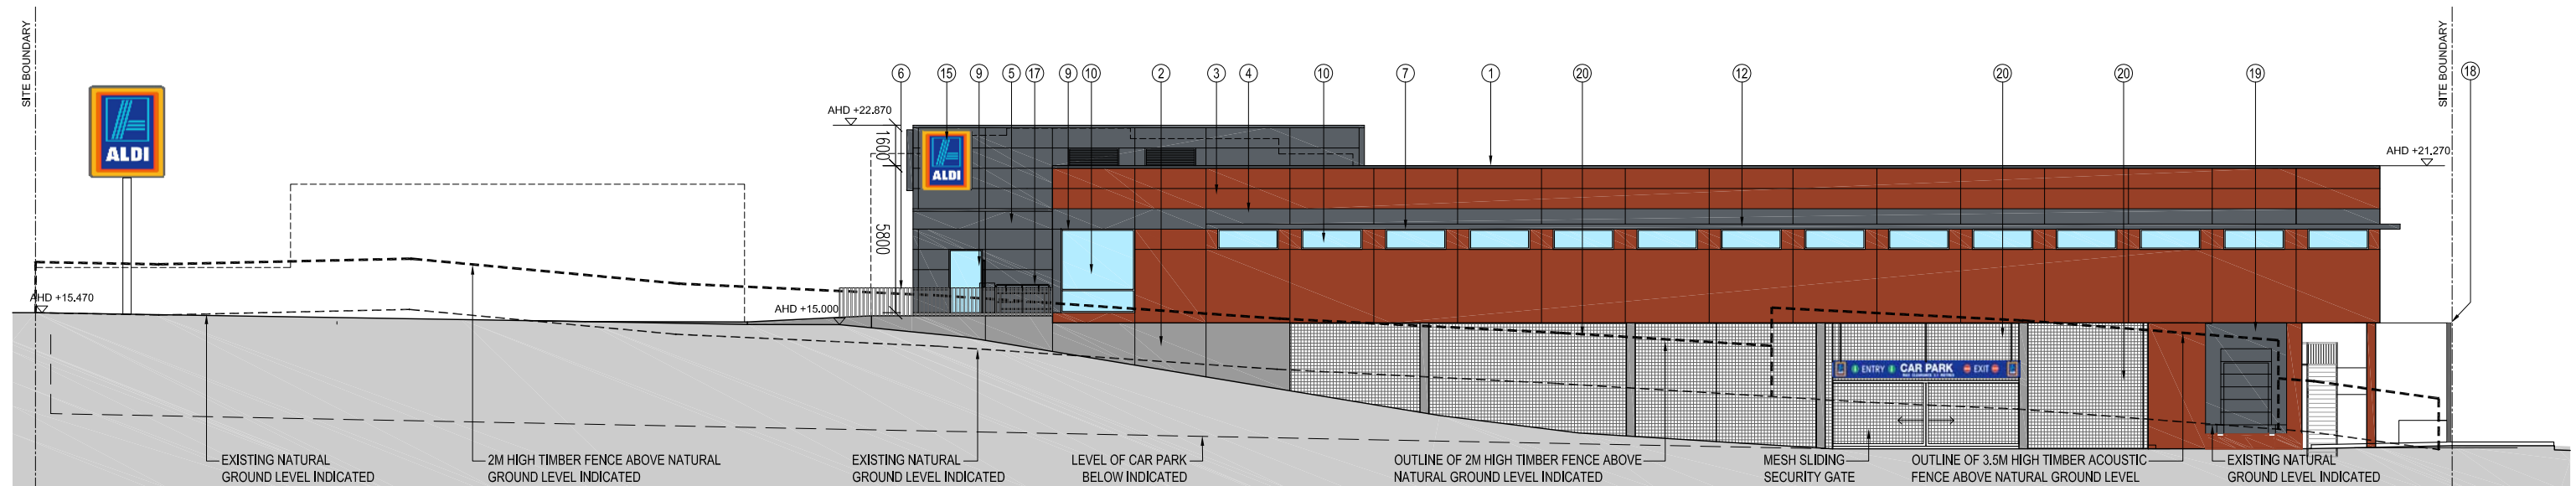 SITE BOUNDARY
ALDI
6
15
9
5
17
9
10
2
3
4
10
7
1
20
12
20
20
19
SITE BOUNDARY
18
AHD +22.870
1600
ALDI
5800
AHD +21.270
AHD +15.470
AHD +15.000
ENTRY CAR PARK EXIT
EXISTING NATURAL
GROUND LEVEL INDICATED
2M HIGH TIMBER FENCE ABOVE NATURAL
GROUND LEVEL INDICATED
EXISTING NATURAL
GROUND LEVEL INDICATED
LEVEL OF CAR PARK
BELOW INDICATED
OUTLINE OF 2M HIGH TIMBER FENCE ABOVE
NATURAL GROUND LEVEL INDICATED
MESH SLIDING
SECURITY GATE
OUTLINE OF 3.5M HIGH TIMBER ACOUSTIC
FENCE ABOVE NATURAL GROUND LEVEL
EXISTING NATURAL
GROUND LEVEL INDICATED